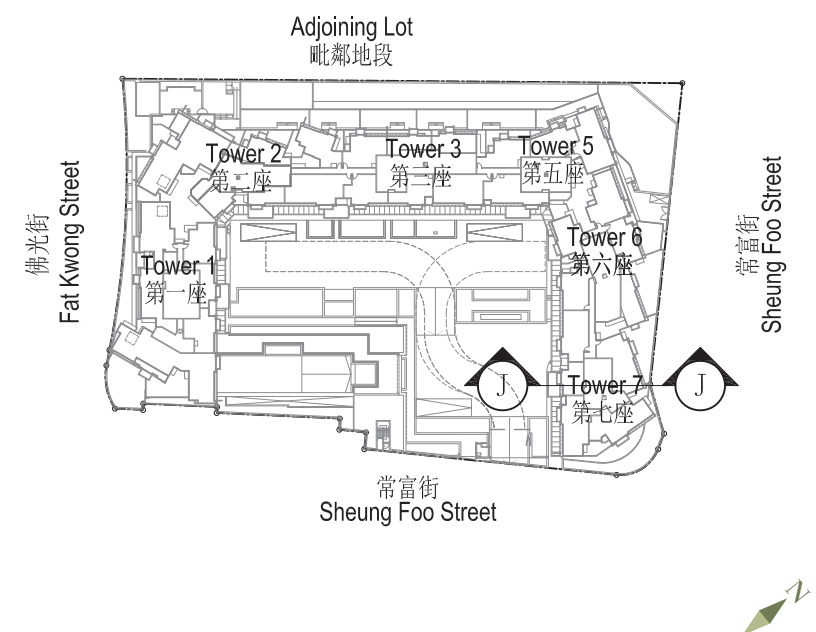 Adjoining Lot
毗鄰地段
Tower 2
第二座
Tower 3
第三座
Tower 5
第五座
佛光街
Fat Kwong Street
Tower 1
第一座
Tower 6
第六座
常富街
Sheung Foo Street
J
J
Tower 7
第七座
常富街
Sheung Foo Street
N